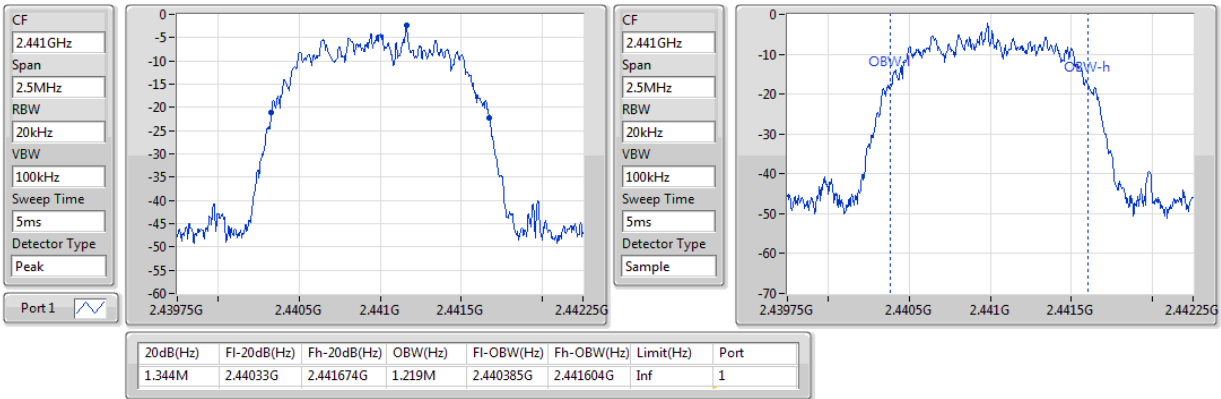 CF
2.441GHz
Span
2.5MHz
RBW
20kHz
VBW
100kHz
Sweep Time
5ms
Detector Type
Peak
Port 1
0
-5
-10
-15
-20
-25
-30
-35
-40
-45
-50
-55
-60
2.43975G 2.4405G 2.441G 2.4415G 2.44225G
CF
2.441GHz
Span
2.5MHz
RBW
20kHz
VBW
100kHz
Sweep Time
5ms
Detector Type
Sample
0
-10
-20
-30
-40
-50
-60
-70
OBW-
OBW-h
2.43975G 2.4405G 2.441G 2.4415G 2.44225G
20dB(Hz) Fl-20dB(Hz) Fh-20dB(Hz) OBW(Hz) Fl-OBW(Hz) Fh-OBW(Hz) Limit(Hz) Port
1.344M 2.44033G 2.441674G 1.219M 2.440385G 2.441604G Inf 1